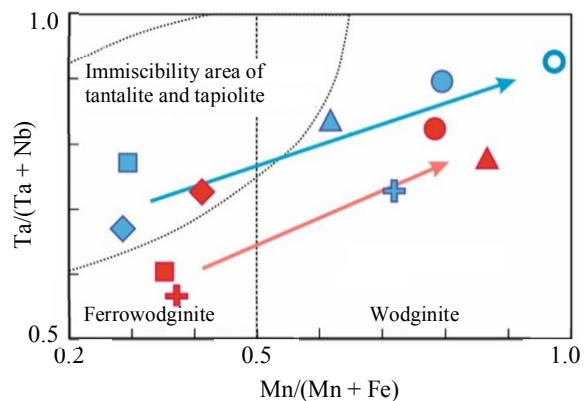 1.0
Immiscibility area of
tantalite and tapiolite
Ta/(Ta + Nb)
Ferrowodginite
Wodginite
0.5
0.2
0.5
1.0
Mn/(Mn + Fe)